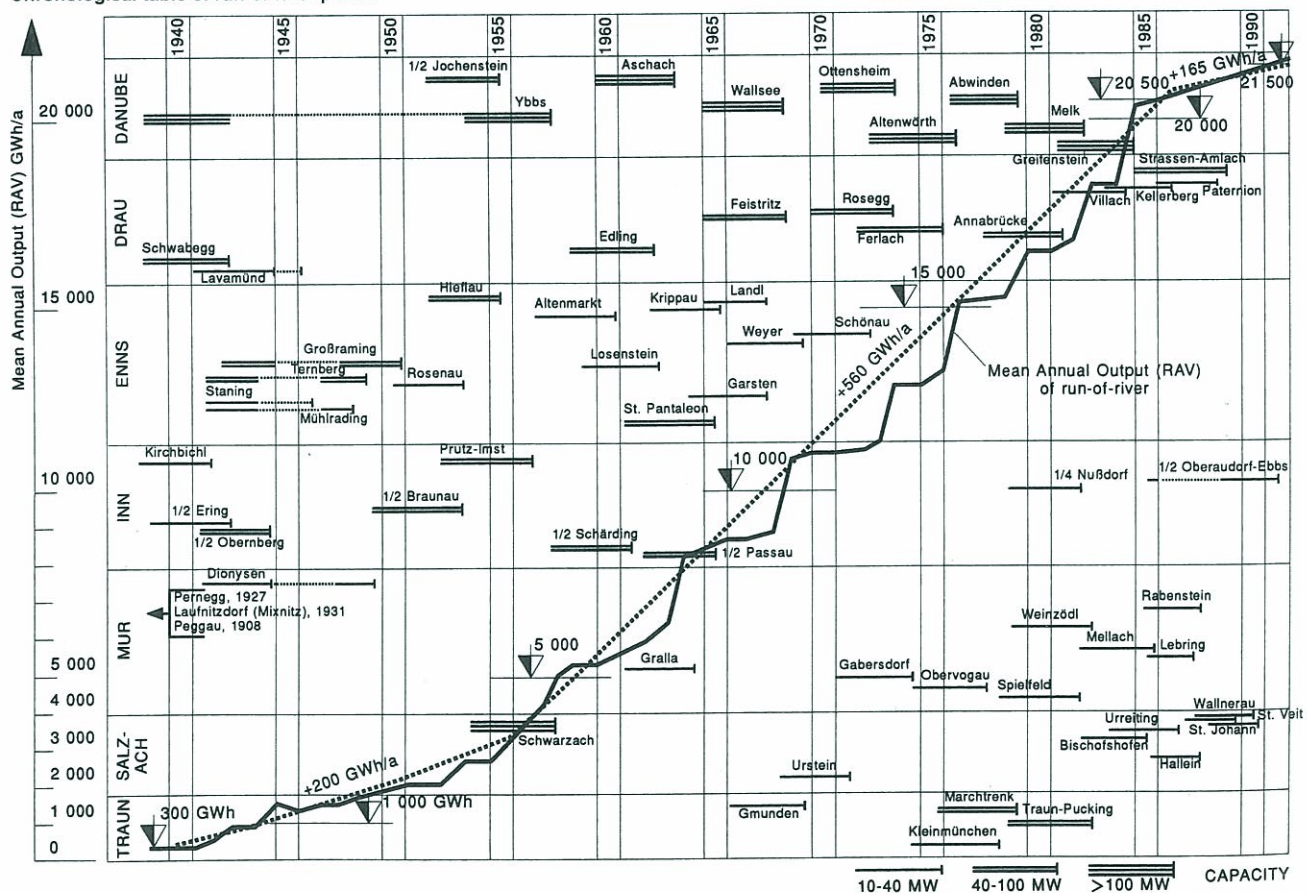 Chronological table of run-of-river
1940
1945
1950
1955
1960
1965
1970
1975
1980
1985
1990
Mean Annual Output (RAV) GWh/a
20 000
15 000
10 000
5 000
4 000
3 000
2 000
1 000
0
DANUBE
1/2 Jochenstein
Ybbs
Aschach
Wallsee
Ottensheim
Altenwörth
Abwinden
Melk
Greifenstein
20 500
+165 GWh/a
21 500
20 000
DRAU
Schwabegg
Lavamünd
Edling
Feistritz
Rosegg
Ferlach
Annabrücke
Villach
Kellerberg
Strassen-Amlach
Paternion
ENNS
Hieflau
Großraming
Ternberg
Staning
Mühlrading
Rosenau
Altenmarkt
Losenstein
St. Pantaleon
Krippau
Landl
Weyer
Garsten
Schönau
15 000
+560 GWh/a
Mean Annual Output (RAV)
of run-of-river
INN
Kirchbichl
1/2 Ering
1/2 Obernberg
Prutz-Imst
1/2 Braunau
1/2 Schärding
1/2 Passau
10 000
1/4 Nußdorf
1/2 Oberaudorf-Ebbs
MUR
Dionysen
Pernegg, 1927
Laufnitzdorf (Mixnitz), 1931
Peggau, 1908
5 000
Gralla
Gabersdorf
Obervogau
Weinzödl
Spielfeld
Mellach
Rabenstein
Lebring
SALZ-
ACH
Schwarzach
+200 GWh/a
Urstein
Bischofshofen
Urreiting
Wallnerau
St. Veit
St. Johann
Hallein
TRAUN
300 GWh
1 000 GWh
Gmunden
Marchtrenk
Traun-Pucking
Kleinmünchen
10-40 MW
40-100 MW
>100 MW
CAPACITY